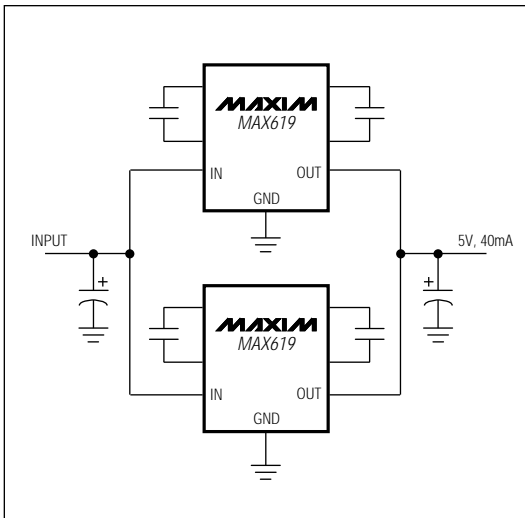 MAXIM
MAX619
IN
OUT
GND
INPUT
+
5V, 40mA
+
MAXIM
MAX619
IN
OUT
GND